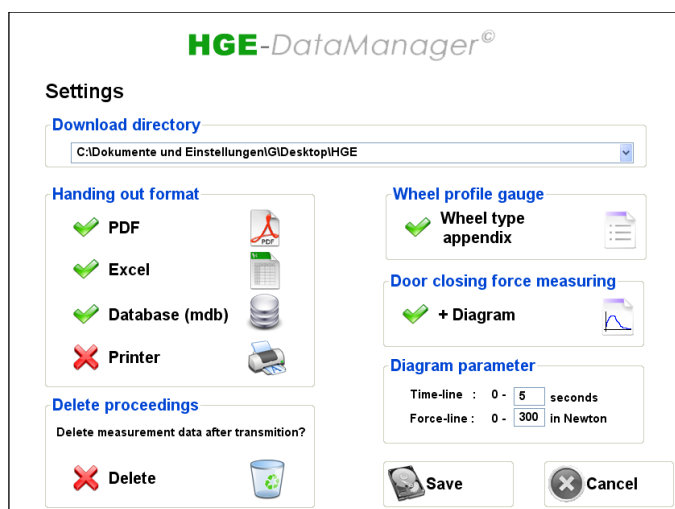 HGE-DataManager©
Settings
Download directory
C:\Dokumente und Einstellungen\G\Desktop\HGE
Handing out format
PDF
PDF
Excel
Database (mdb)
Printer
Delete proceedings
Delete measurement data after transmition?
Delete
Wheel profile gauge
Wheel type
appendix
Door closing force measuring
+ Diagram
Diagram parameter
Time-line : 0 - 5 seconds
Force-line : 0 - 300 in Newton
Save
Cancel